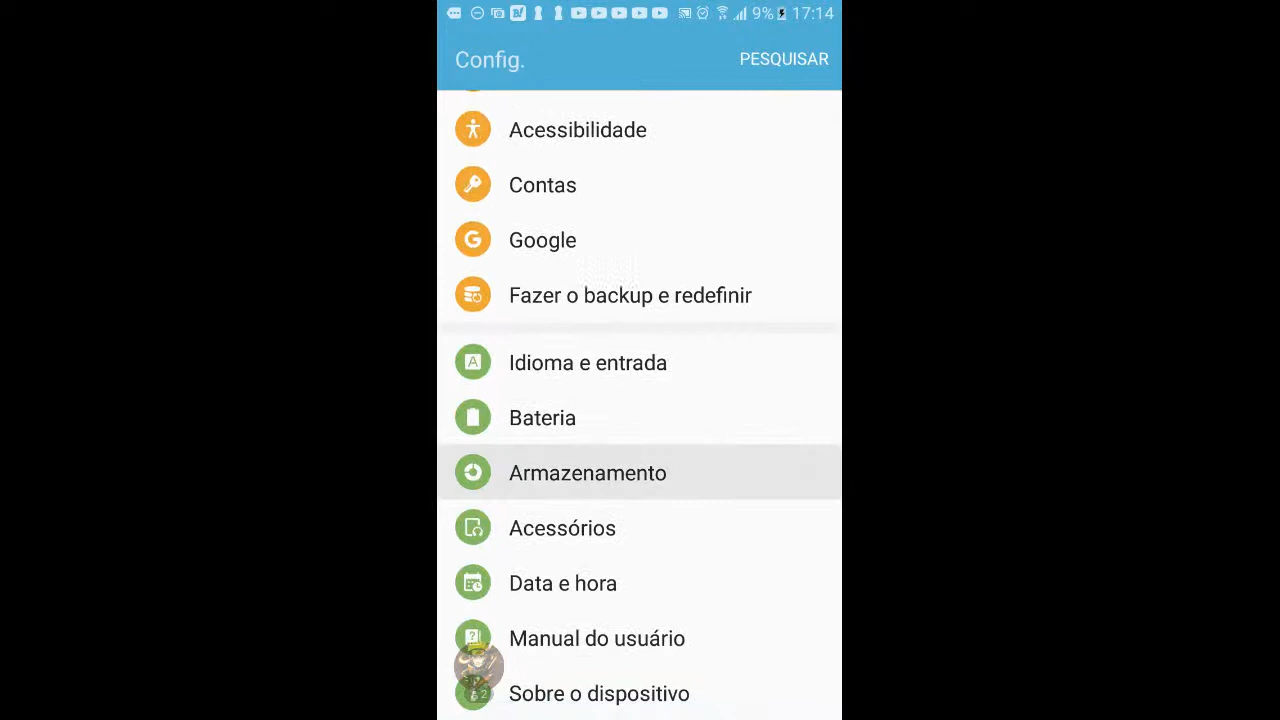 9% 17:14
Config. PESQUISAR
Acessibilidade
Contas
Google
Fazer o backup e redefinir
Idioma e entrada
Bateria
Armazenamento
Acessórios
Data e hora
Manual do usuário
2
Sobre o dispositivo